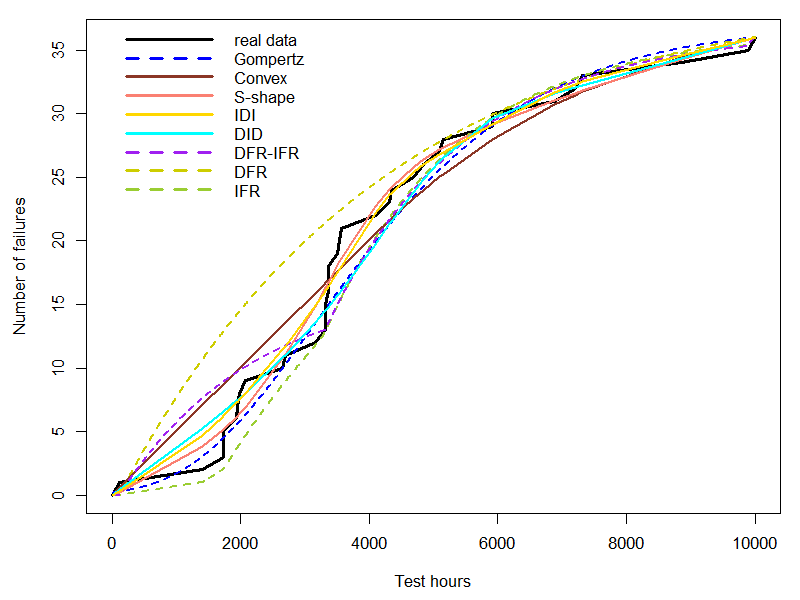 real data
Gompertz
Convex
S-shape
IDI
DID
DFR-IFR
DFR
IFR
35
30
25
20
15
10
5
0
Number of failures
0 2000 4000 6000 8000 10000
Test hours